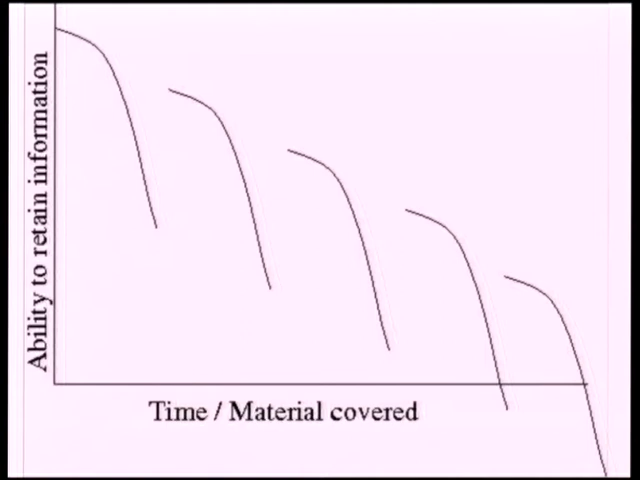 Ability to retain information
Time / Material covered